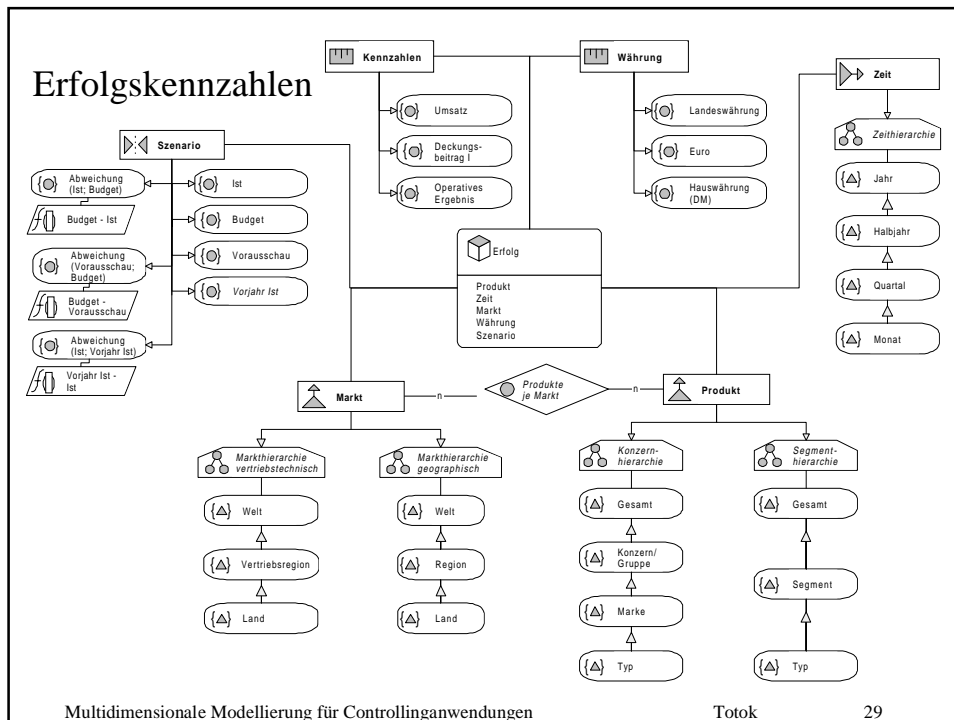 Erfolgskennzahlen
Kennzahlen
Umsatz
Deckungs-
beitrag I
Operatives
Ergebnis
Währung
Landeswährung
Euro
Hauswährung
(DM)
Zeit
Zeithierarchie
Jahr
Halbjahr
Quartal
Monat
Szenario
Abweichung
(Ist; Budget)
Budget - Ist
Abweichung
(Vorausschau;
Budget)
Budget -
Vorausschau
Abweichung
(Ist; Vorjahr Ist)
Vorjahr Ist -
Ist
Ist
Budget
Vorausschau
Vorjahr Ist
Erfolg
Produkt
Zeit
Markt
Währung
Szenario
Markt
n
Produkte
je Markt
n
Produkt
Markthierarchie
vertriebstechnisch
Welt
Vertriebsregion
Land
Markthierarchie
geographisch
Welt
Region
Land
Konzern-
hierarchie
Gesamt
Konzern/
Gruppe
Marke
Typ
Segment-
hierarchie
Gesamt
Segment
Typ
Multidimensionale Modellierung für Controllinganwendungen Totok 29